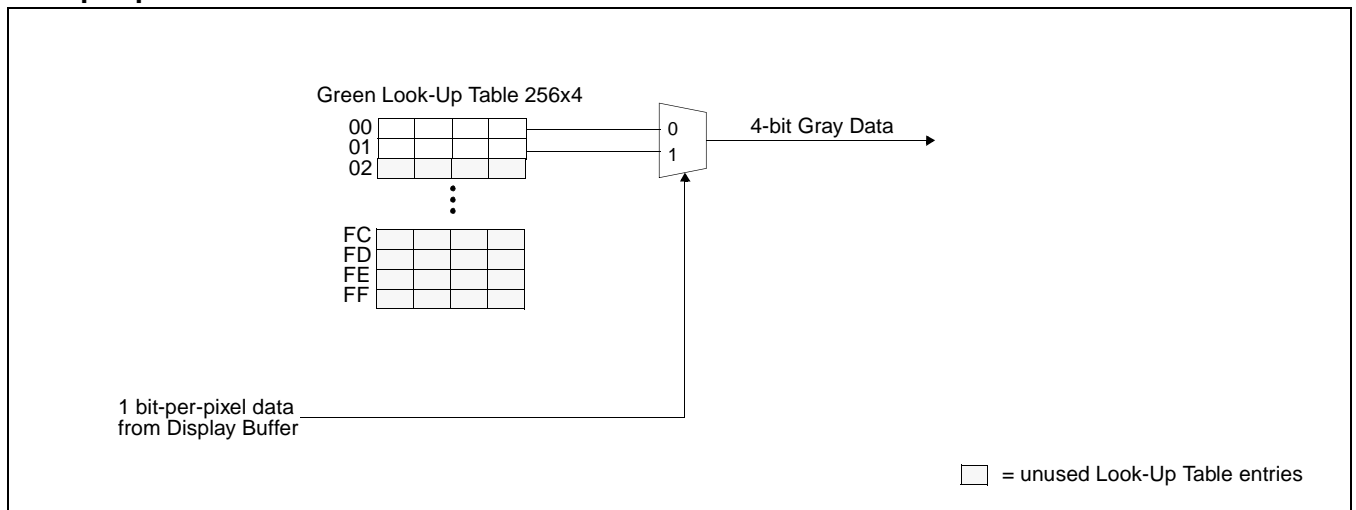 Green Look-Up Table 256x4
00
01
02
FC
FD
FE
FF
0
1
4-bit Gray Data
1 bit-per-pixel data
from Display Buffer
= unused Look-Up Table entries